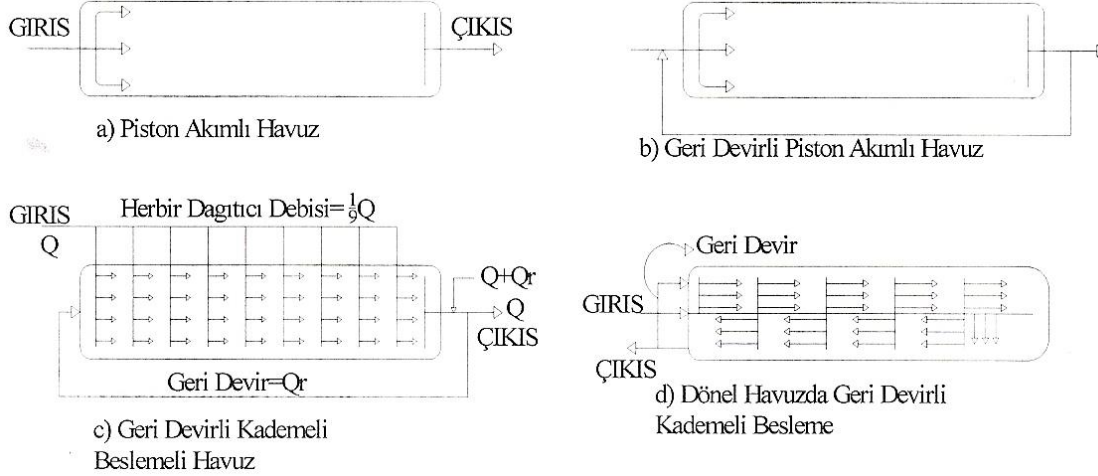 GIRIS
ÇIKIS
a) Piston Akımlı Havuz
b) Geri Devirli Piston Akımlı Havuz
GIRIS
Q
Herbir Dagıtıcı Debisi=1/9Q
Q+Qr
Q
ÇIKIS
Geri Devir=Qr
c) Geri Devirli Kademeli
Beslemeli Havuz
Geri Devir
GIRIS
ÇIKIS
d) Dönel Havuzda Geri Devirli
Kademeli Besleme